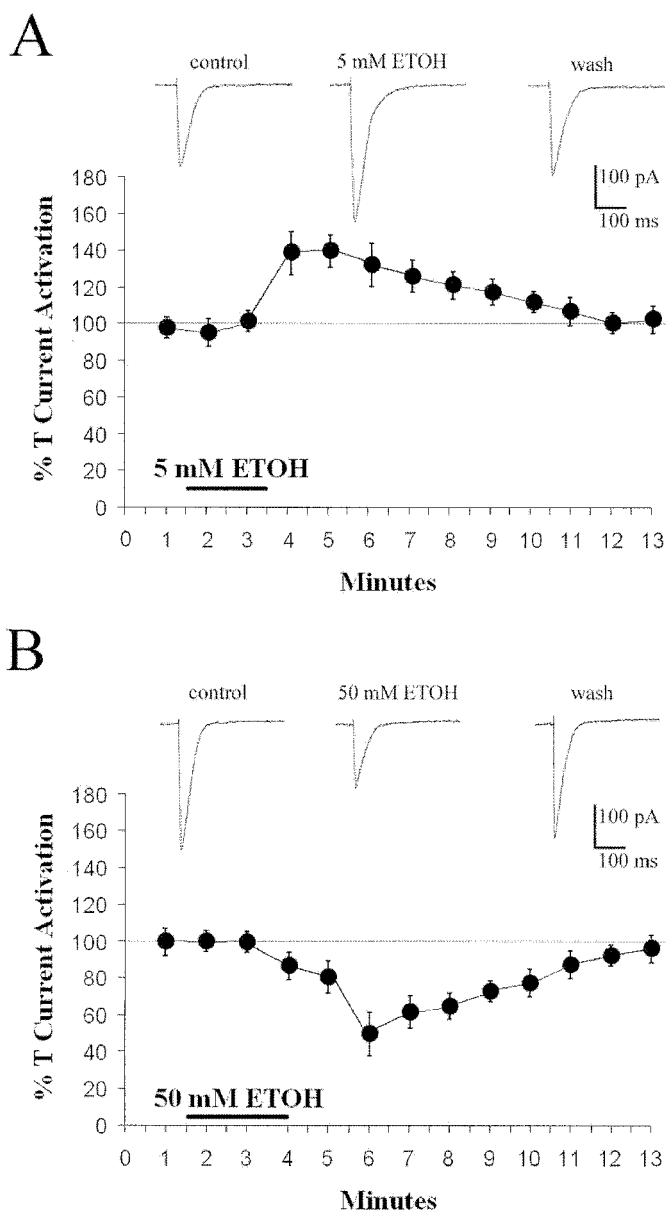 A
control 5 mM ETOH wash
180
160
140
120
100
80
60
40
20
0
% T Current Activation
100 pA
100 ms
5 mM ETOH
0 1 2 3 4 5 6 7 8 9 10 11 12 13
Minutes
B
control 50 mM ETOH wash
180
160
140
120
100
80
60
40
20
0
% T Current Activation
100 pA
100 ms
50 mM ETOH
0 1 2 3 4 5 6 7 8 9 10 11 12 13
Minutes